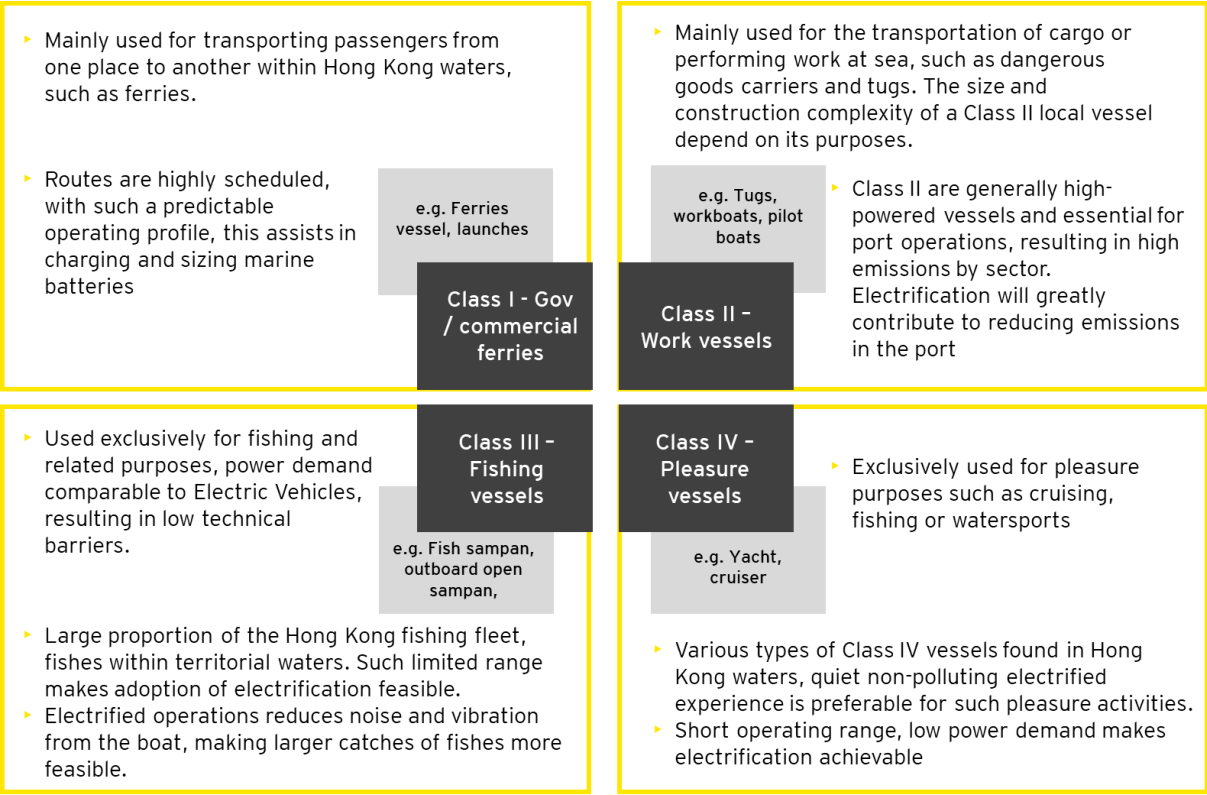 Mainly used for transporting passengers from
one place to another within Hong Kong waters,
such as ferries.
Routes are highly scheduled,
with such a predictable
operating profile, this assists in
charging and sizing marine
batteries
e.g. Ferries
vessel, launches
Class I - Gov
/ commercial
ferries
Mainly used for the transportation of cargo or
performing work at sea, such as dangerous
goods carriers and tugs. The size and
construction complexity of a Class II local vessel
depend on its purposes.
e.g. Tugs,
workboats, pilot
boats
Class II –
Work vessels
Class II are generally high-
powered vessels and essential for
port operations, resulting in high
emissions by sector.
Electrification will greatly
contribute to reducing emissions
in the port
Used exclusively for fishing and
related purposes, power demand
comparable to Electric Vehicles,
resulting in low technical
barriers.
Class III –
Fishing
vessels
e.g. Fish sampan,
outboard open
sampan,
Large proportion of the Hong Kong fishing fleet,
fishes within territorial waters. Such limited range
makes adoption of electrification feasible.
Electrified operations reduces noise and vibration
from the boat, making larger catches of fishes more
feasible.
Class IV –
Pleasure
vessels
e.g. Yacht,
cruiser
Exclusively used for pleasure
purposes such as cruising,
fishing or watersports
Various types of Class IV vessels found in Hong
Kong waters, quiet non-polluting electrified
experience is preferable for such pleasure activities.
Short operating range, low power demand makes
electrification achievable